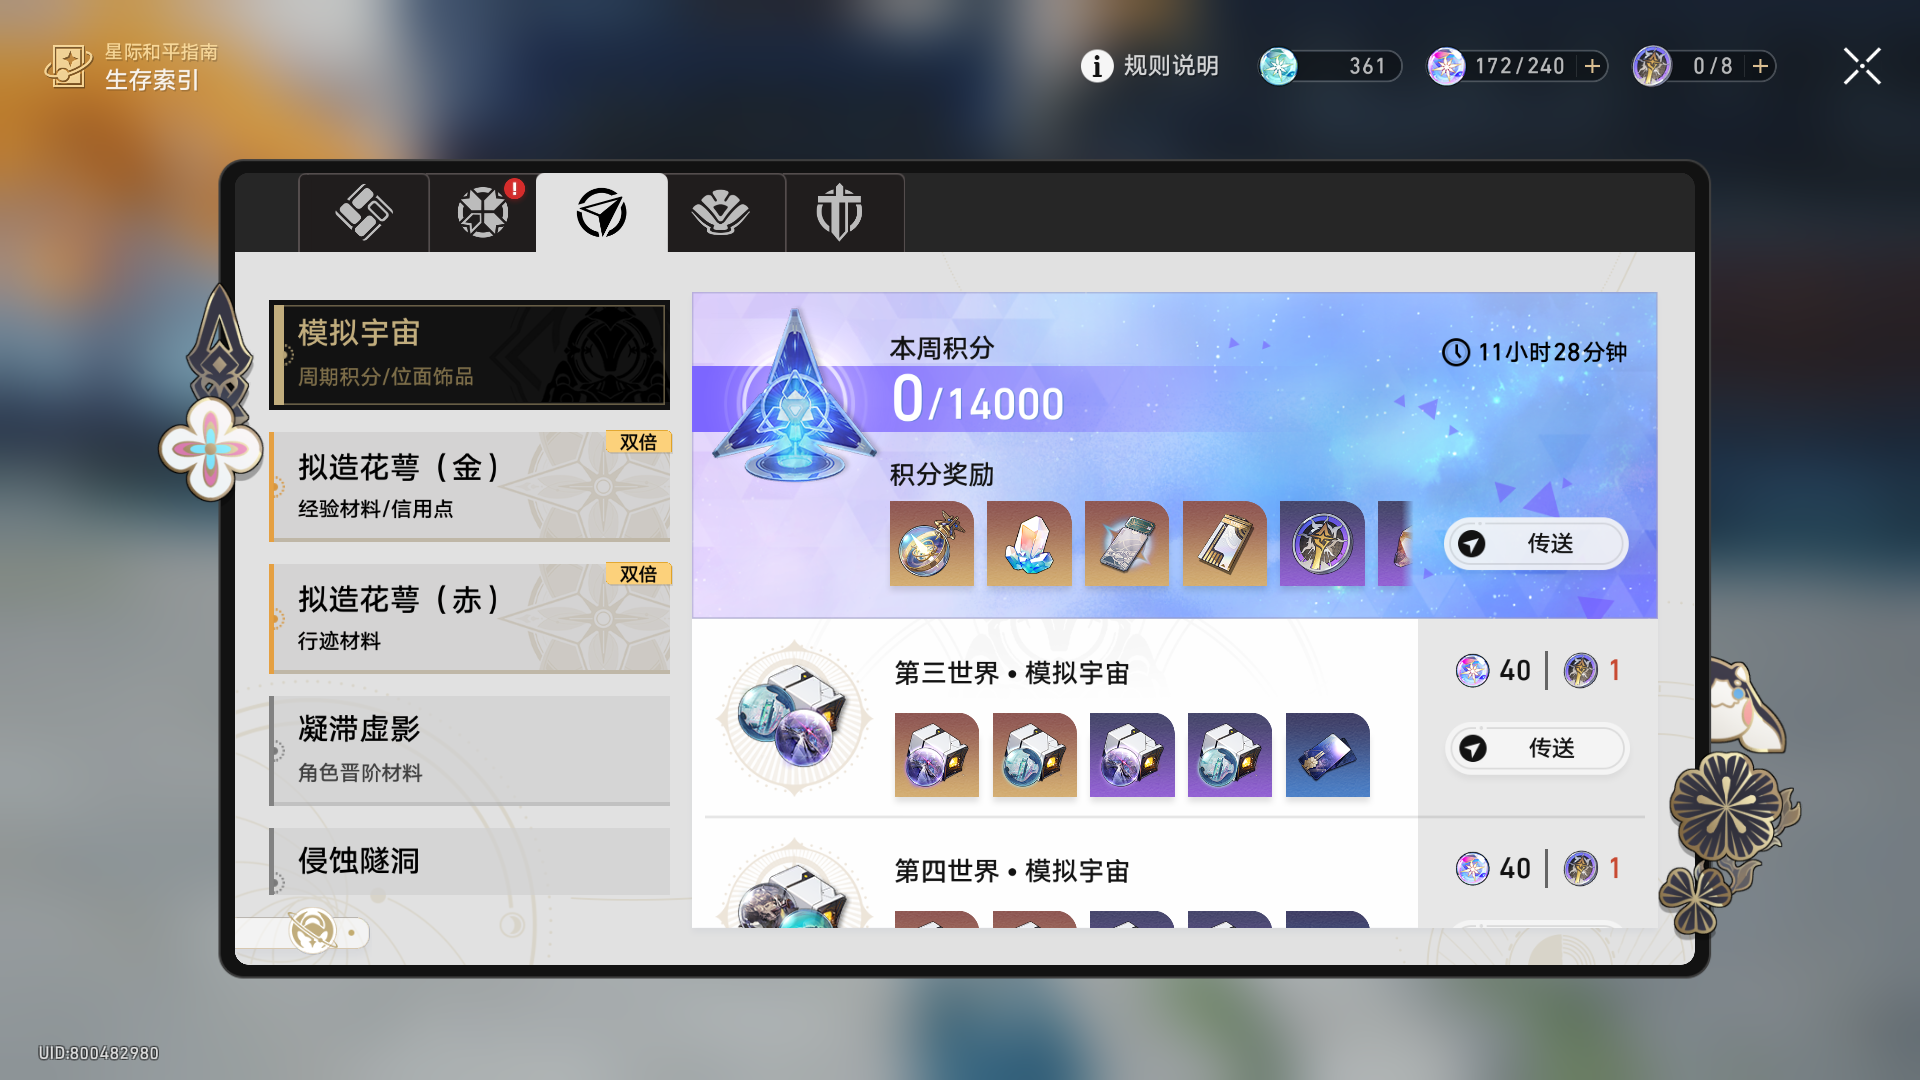 星际和平指南
生存索引
规则说明
361
172/240
0/8
模拟宇宙
周期积分/位面饰品
双倍
拟造花萼（金）
经验材料/信用点
双倍
拟造花萼（赤）
行迹材料
凝滞虚影
角色晋阶材料
侵蚀隧洞
本周积分
0/14000
11小时28分钟
积分奖励
传送
第三世界•模拟宇宙
40
1
传送
第四世界•模拟宇宙
40
1
UID:800482980